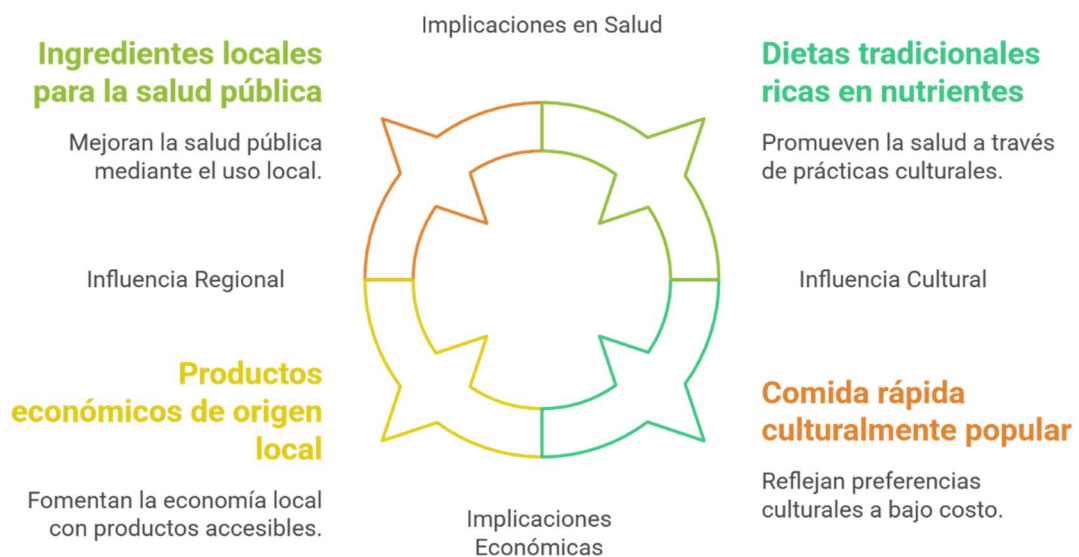 Implicaciones en Salud
Ingredientes locales
para la salud pública
Mejoran la salud pública
mediante el uso local.
Dietas tradicionales
ricas en nutrientes
Promueven la salud a través
de prácticas culturales.
Influencia Regional
Influencia Cultural
Productos
económicos de origen
local
Fomentan la economía local
con productos accesibles.
Comida rápida
culturalmente popular
Reflejan preferencias
culturales a bajo costo.
Implicaciones
Económicas